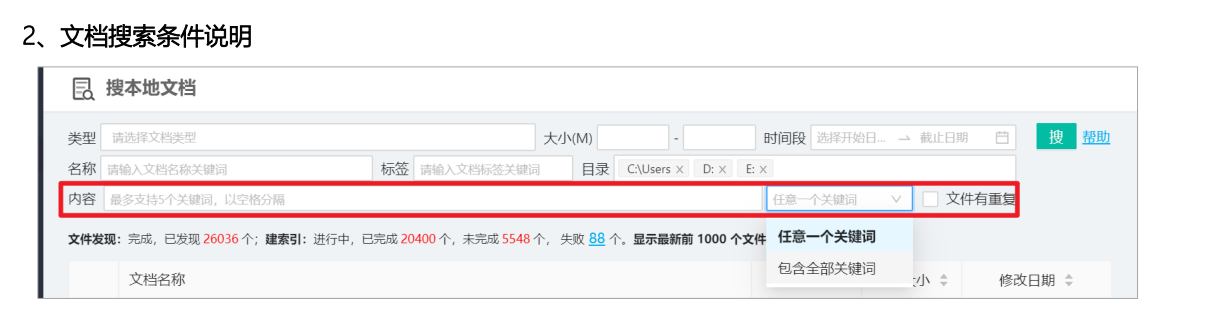 2、文档搜索条件说明
搜本地文档
类型 请选择文档类型 大小(M) - 时间段 选择开始日... → 截止日期 搜 帮助
名称 请输入文档名称关键词 标签 请输入文档标签关键词 目录 C:\Users × D: × E: ×
内容 最多支持5个关键词，以空格分隔 任意一个关键词 文件有重复
文件发现：完成，已发现 26036 个；建索引：进行中，已完成 20400 个，未完成 5548 个， 失败 88 个。显示最新前 1000 个文件
任意一个关键词
包含全部关键词
文档名称 小 修改日期